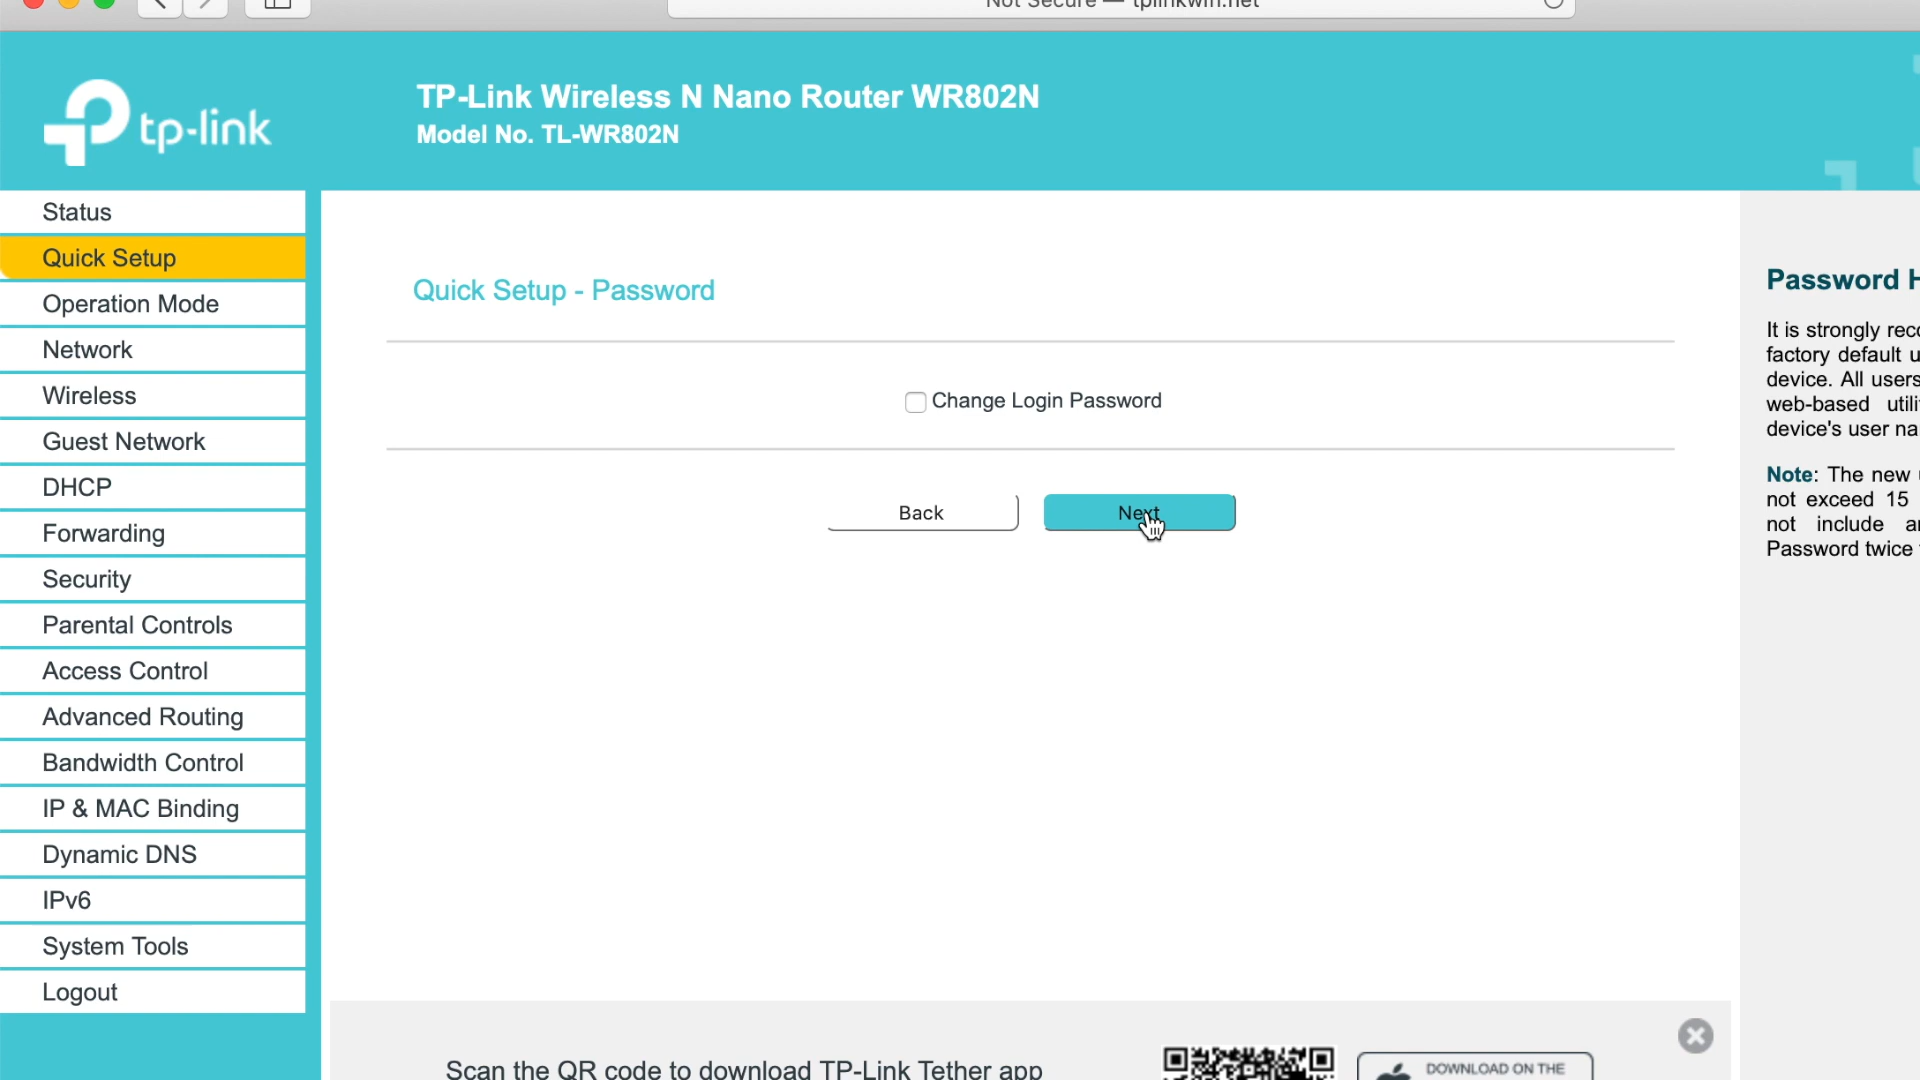 tp-link
TP-Link Wireless N Nano Router WR802N
Model No. TL-WR802N
Status
Quick Setup
Operation Mode
Network
Wireless
Guest Network
DHCP
Forwarding
Security
Parental Controls
Access Control
Advanced Routing
Bandwidth Control
IP & MAC Binding
Dynamic DNS
IPv6
System Tools
Logout
Quick Setup - Password
Change Login Password
Back
Next
Password
It is strongly
factory default
device. All users
web-based
device's user
Note: The new
not exceed 15
not include
Password twice
Scan the QR code to download TP-Link Tether app
DOWNLOAD ON THE